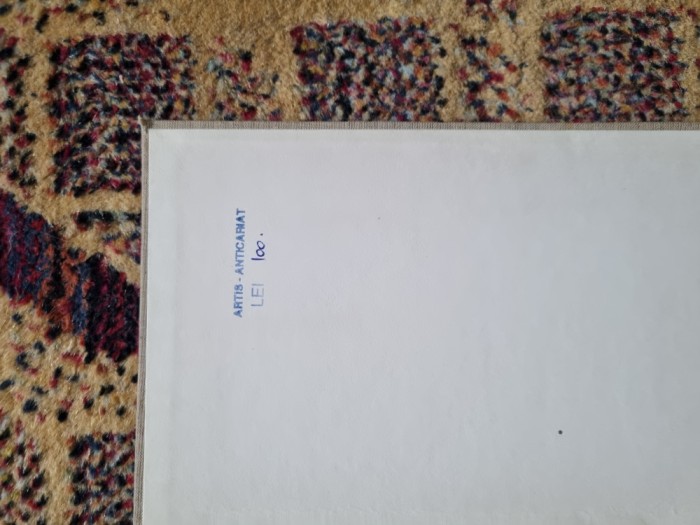 ARTIS - ANTICARIAT
LEI 100.